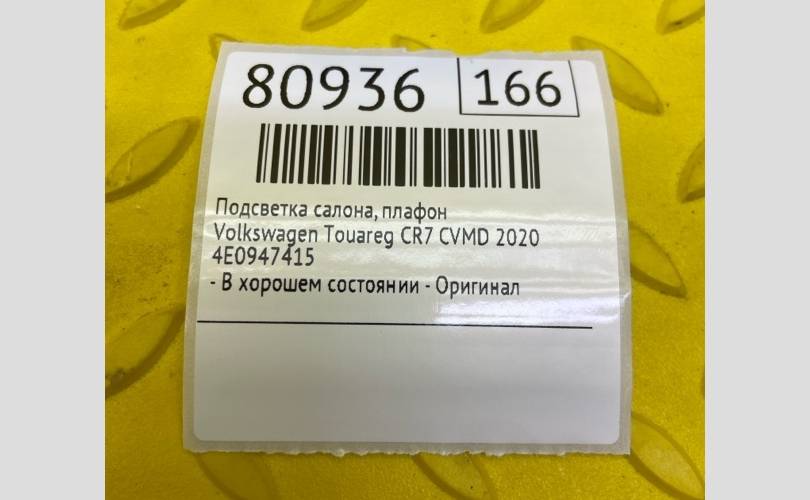 80936 166
Подсветка салона, плафон
Volkswagen Touareg CR7 CVMD 2020
4E0947415
- В хорошем состоянии - Оригинал